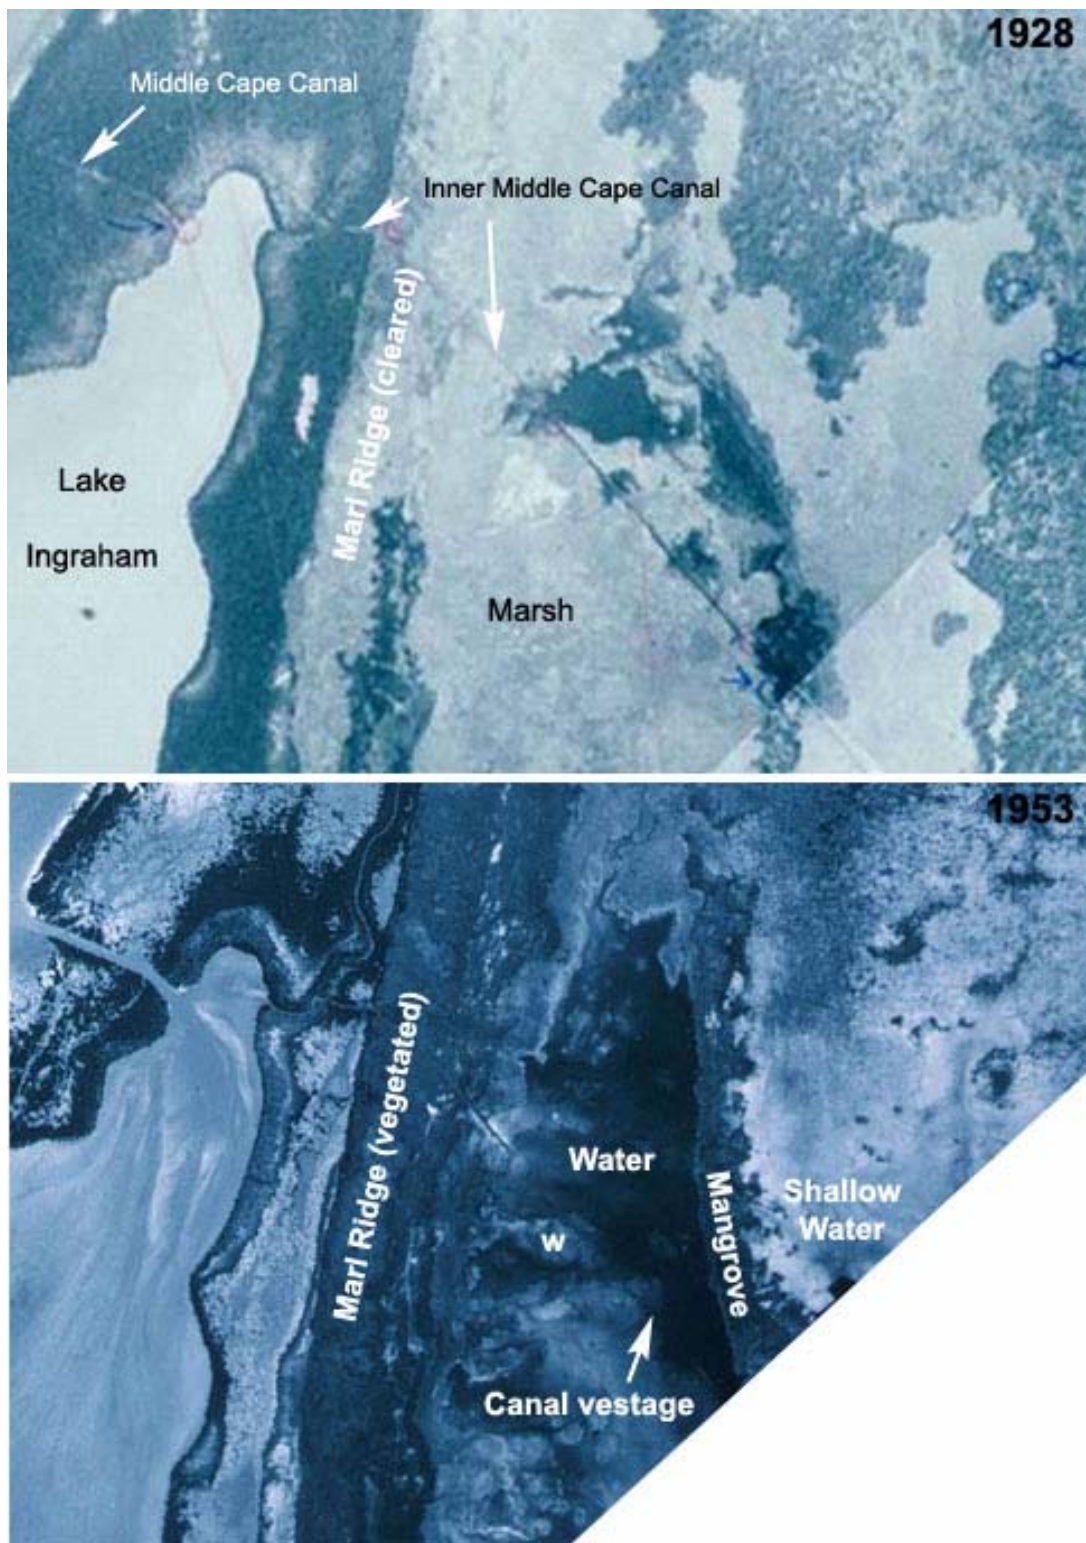 1928
Middle Cape Canal
Inner Middle Cape Canal
Marl Ridge (cleared)
Lake
Ingraham
Marsh
1953
Marl Ridge (vegetated)
Water
Shallow
Water
W
Mangrove
Canal vestage